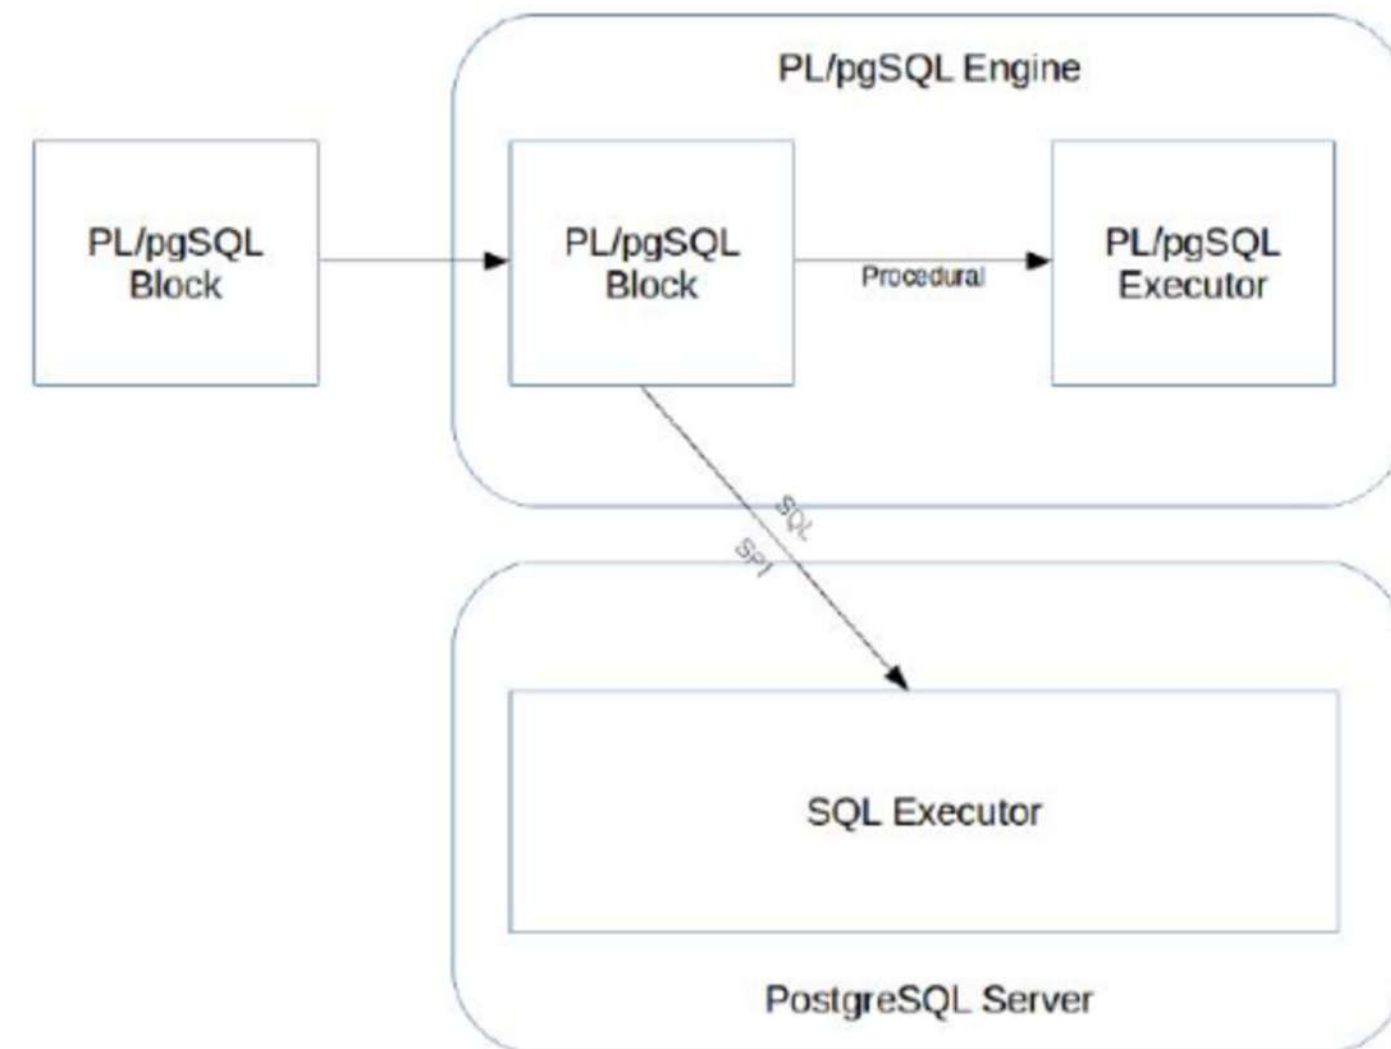 PL/pgSQL Engine
PL/pgSQL
Block
PL/pgSQL
Block
Procedural
PL/pgSQL
Executor
SQL
SPI
SQL Executor
PostgreSQL Server